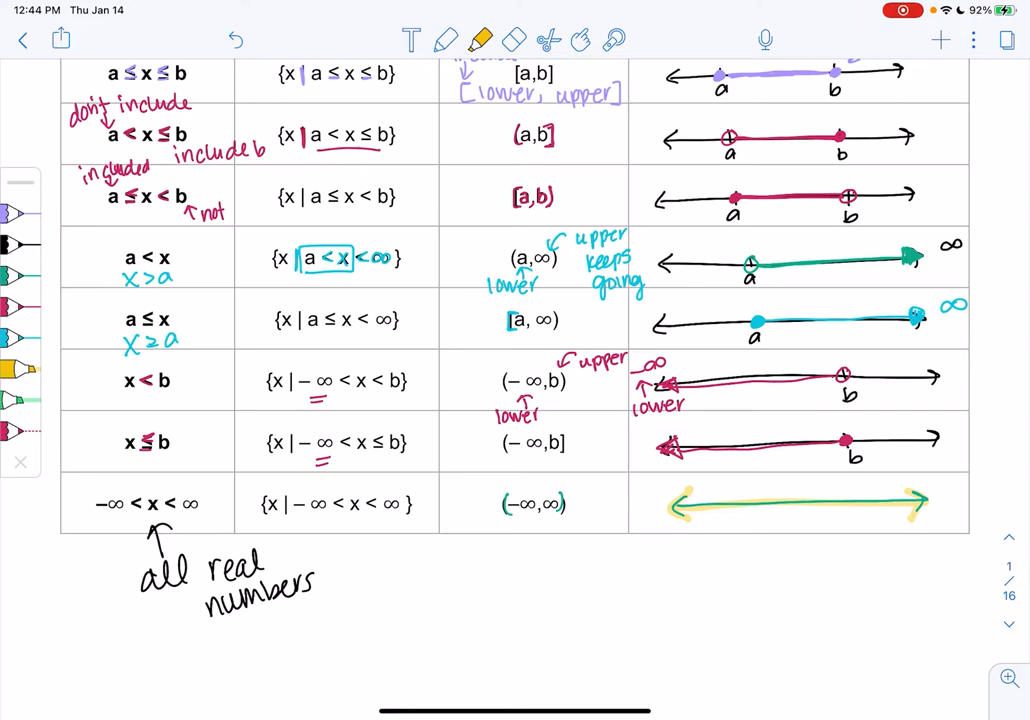 12:44 PM Thu Jan 14
92%
a ≤ x ≤ b
{x | a ≤ x ≤ b}
[a,b]
[lower, upper]
a
b
don't include
a < x ≤ b
include b
{x | a < x ≤ b}
(a,b]
a
b
included
a ≤ x < b
not
{x | a ≤ x < b}
[a,b)
a
b
a < x
x > a
{x | a < x < ∞ }
(a,∞)
lower
upper
keeps
going
a
∞
a ≤ x
x ≥ a
{x | a ≤ x < ∞}
[a, ∞)
a
∞
x < b
{x | – ∞ < x < b}
(– ∞,b)
upper
lower
–∞
lower
b
x ≤ b
{x | – ∞ < x ≤ b}
(– ∞,b]
b
–∞ < x < ∞
{x | – ∞ < x < ∞ }
(–∞,∞)
all real
numbers
1
/
16